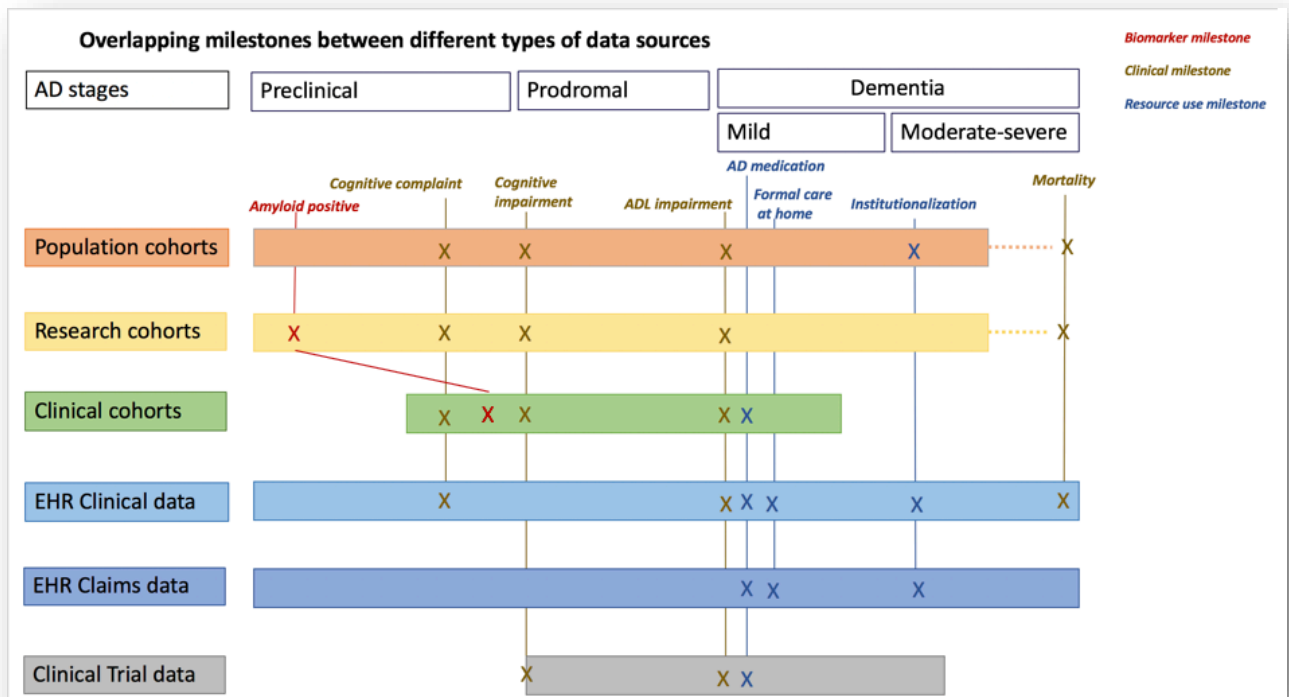 Overlapping milestones between different types of data sources
Biomarker milestone
Clinical milestone
Resource use milestone
AD stages
Preclinical
Prodromal
Dementia
Mild
Moderate-severe
Amyloid positive
Cognitive complaint
Cognitive
impairment
ADL impairment
AD medication
Formal care
at home
Institutionalization
Mortality
Population cohorts
X X X X X
Research cohorts
X X X X X
Clinical cohorts
X X X X X
EHR Clinical data
X X X X X X
EHR Claims data
X X X
Clinical Trial data
X X X